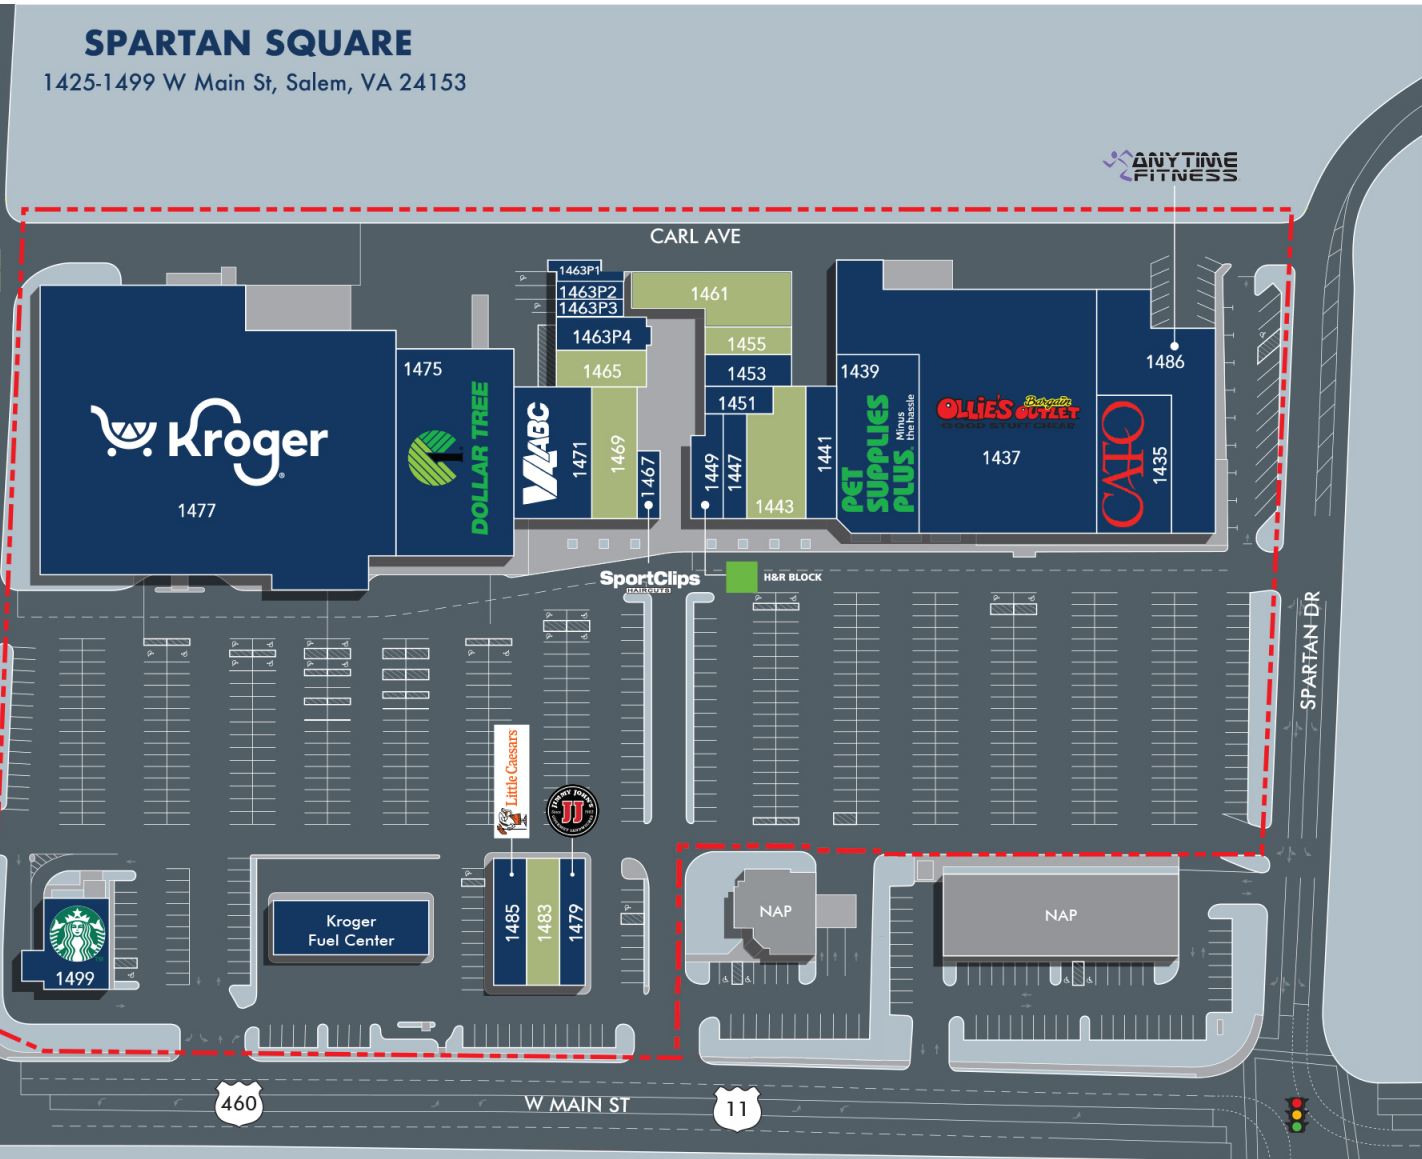 SPARTAN SQUARE
1425-1499 W Main St, Salem, VA 24153
ANYTIME
FITNESS
CARL AVE
1463P1
1463P2
1463P3
1463P4
1465
1461
1455
1453
1451
Kroger
1477
1475
DOLLAR TREE
VAABC
1471
1469
1467
1449
1447
1443
1441
1439
PET
SUPPLIES
PLUS
Minus
the hassle
OLLIE'S Bargain
OUTLET
GOOD STUFF CHEAP
1437
CATO
1435
1486
SportClips
HAIRCUTS
H&R BLOCK
SPARTAN DR
Little Caesars
JIMMY JOHN'S
JJ
1485
1483
1479
Kroger
Fuel Center
1499
NAP
NAP
460
W MAIN ST
11